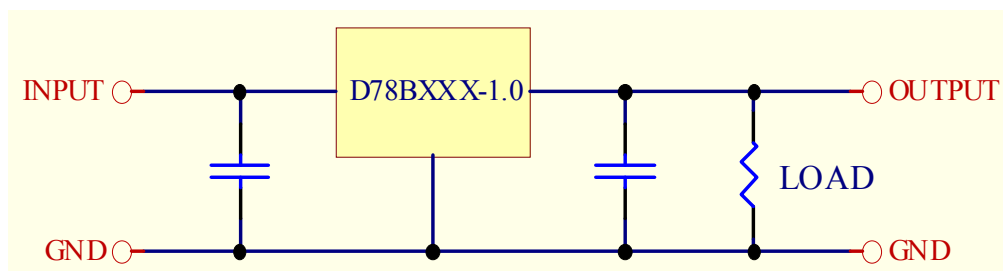 INPUT
D78BXXX-1.0
OUTPUT
LOAD
GND
GND